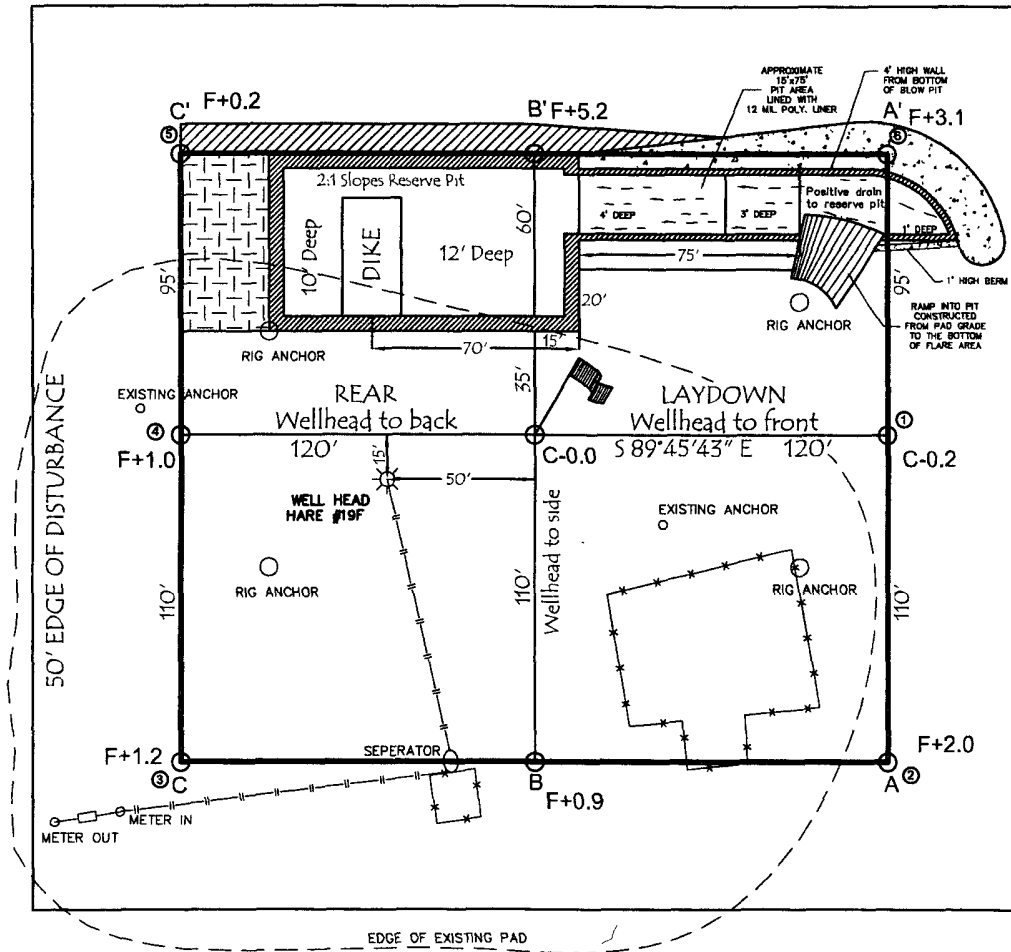 C' F+0.2
B' F+5.2
A' F+3.1
APPROXIMATE
15'x75'
PIT AREA
LINED WITH
12 MIL. POLY. LINER
4' HIGH WALL
FROM BOTTOM
OF BLOW PIT
5
6
2:1 Slopes Reserve Pit
10' Deep
DIKE
12' Deep
60'
4' DEEP
3' DEEP
Positive drain
to reserve pit
1' DEEP
75'
1' HIGH BERM
95'
95'
20'
RAMP INTO PIT
CONSTRUCTED
FROM PAD GRADE
TO THE BOTTOM
OF FLARE AREA
RIG ANCHOR
RIG ANCHOR
70'
15'
35'
EXISTING ANCHOR
REAR
Wellhead to back
120'
LAYDOWN
Wellhead to front
S 89°45'43" E 120'
4
1
F+1.0
C-0.0
C-0.2
15'
50'
WELL HEAD
HARE #19F
EXISTING ANCHOR
50' EDGE OF DISTURBANCE
RIG ANCHOR
RIG ANCHOR
110'
110'
Wellhead to side
110'
F+1.2
SEPERATOR
F+2.0
3
C
B
A
2
F+0.9
METER IN
METER OUT
EDGE OF EXISTING PAD